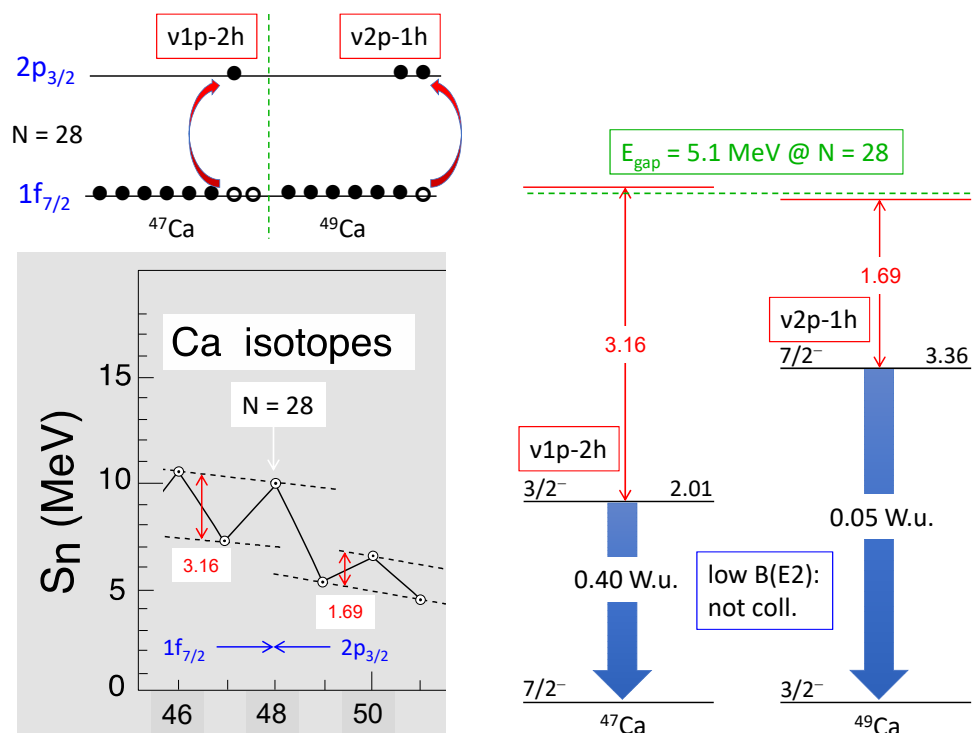 ν1p-2h
ν2p-1h
2p3/2
N = 28
1f7/2
47Ca
49Ca
Ca isotopes
N = 28
Sn (MeV)
15
10
5
0
3.16
1.69
1f7/2
2p3/2
46
48
50
Egap = 5.1 MeV @ N = 28
3.16
1.69
ν2p-1h
7/2−
3.36
ν1p-2h
3/2−
2.01
0.40 W.u.
0.05 W.u.
low B(E2):
not coll.
7/2−
3/2−
47Ca
49Ca